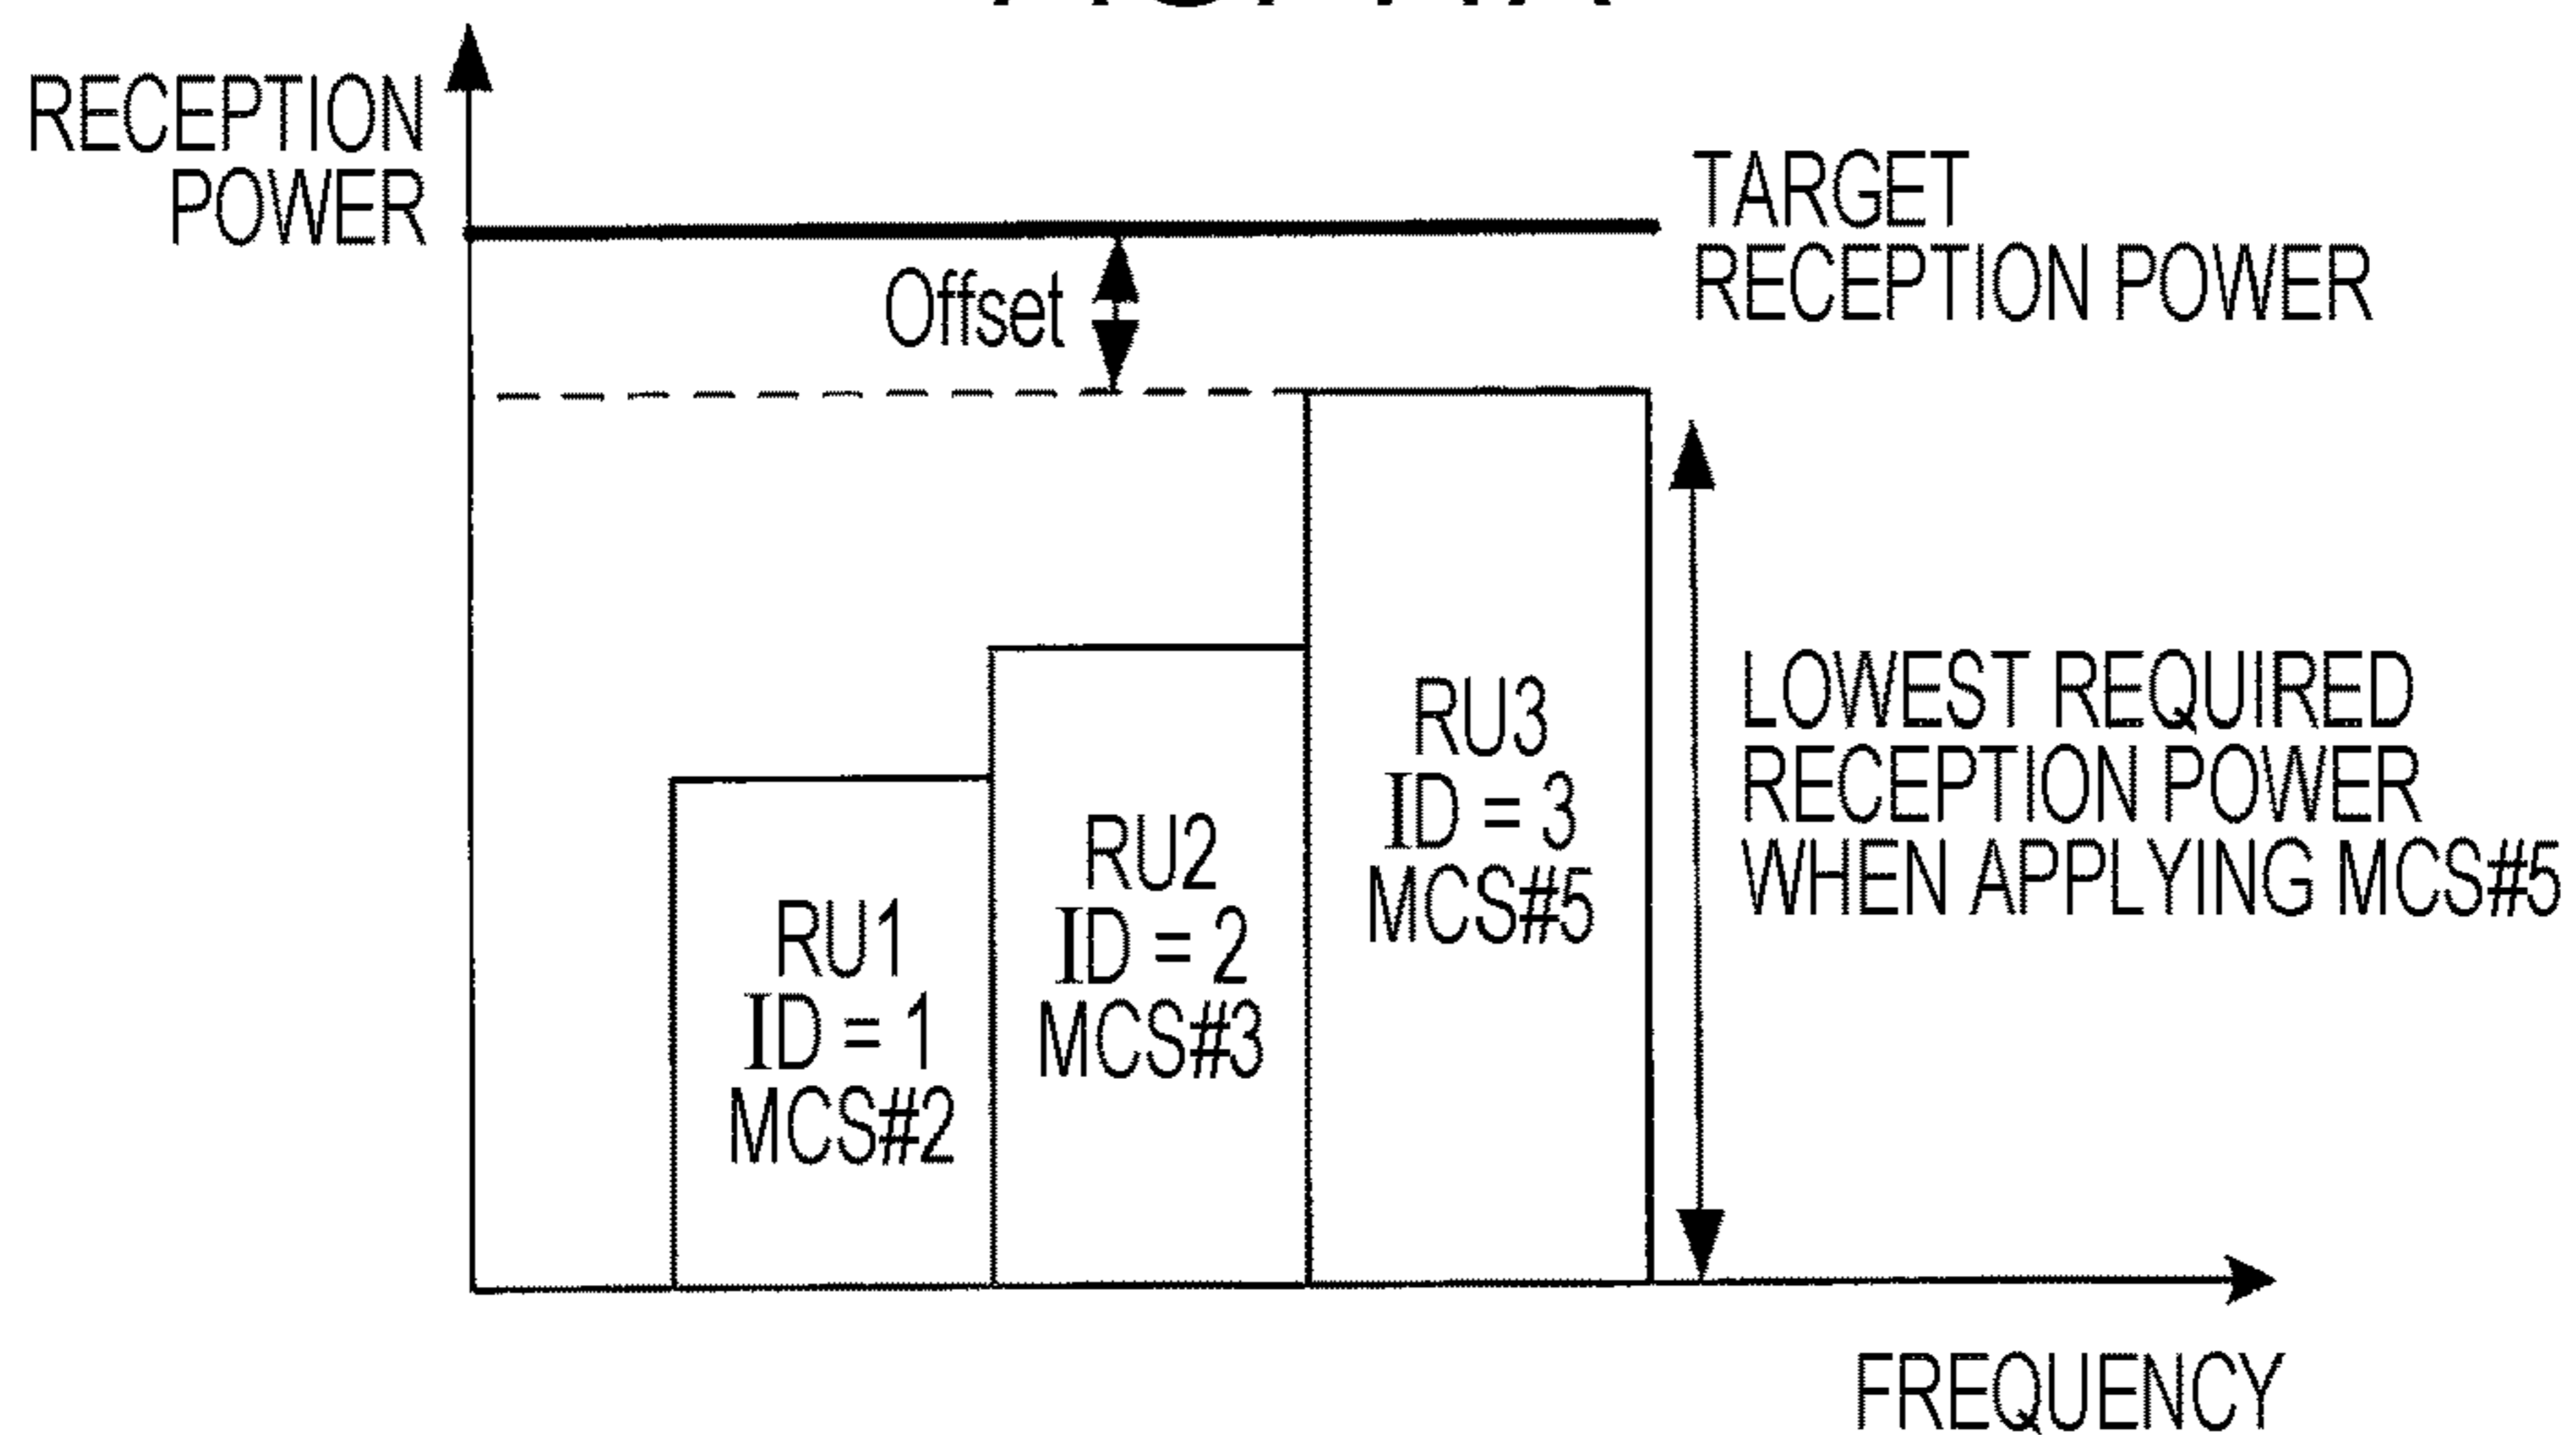 RECEPTION
POWER
TARGET
RECEPTION POWER
Offset
RU1
ID = 1
MCS#2
RU2
ID = 2
MCS#3
RU3
ID = 3
MCS#5
LOWEST REQUIRED
RECEPTION POWER
WHEN APPLYING MCS#5
FREQUENCY